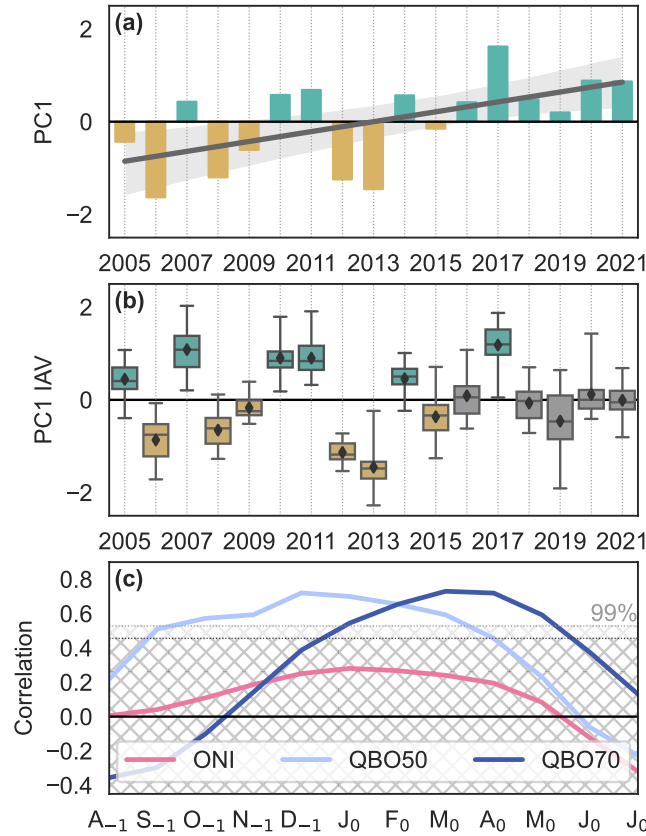 (a)
PC1
2
0
−2
2005 2007 2009 2011 2013 2015 2017 2019 2021
(b)
PC1 IAV
2
0
−2
2005 2007 2009 2011 2013 2015 2017 2019 2021
(c)
Correlation
0.8
0.6
0.4
0.2
0.0
−0.2
−0.4
99%
ONI QBO50 QBO70
A₋₁ S₋₁ O₋₁ N₋₁ D₋₁ J₀ F₀ M₀ A₀ M₀ J₀ J₀